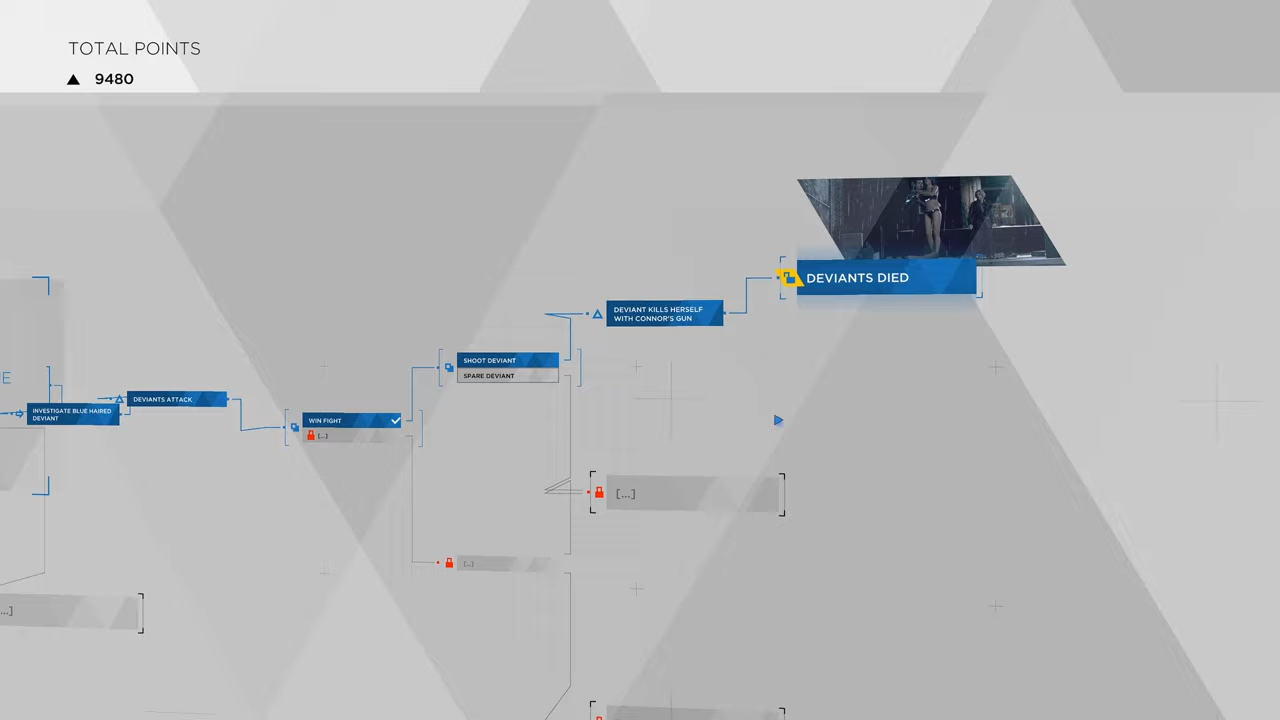 TOTAL POINTS
9480
DEVIANTS DIED
DEVIANT KILLS HERSELF
WITH CONNOR'S GUN
SHOOT DEVIANT
SPARE DEVIANT
E
DEVIANTS ATTACK
INVESTIGATE BLUE HAIRED
DEVIANT
WIN FIGHT
[...]
[...]
[...]
...]